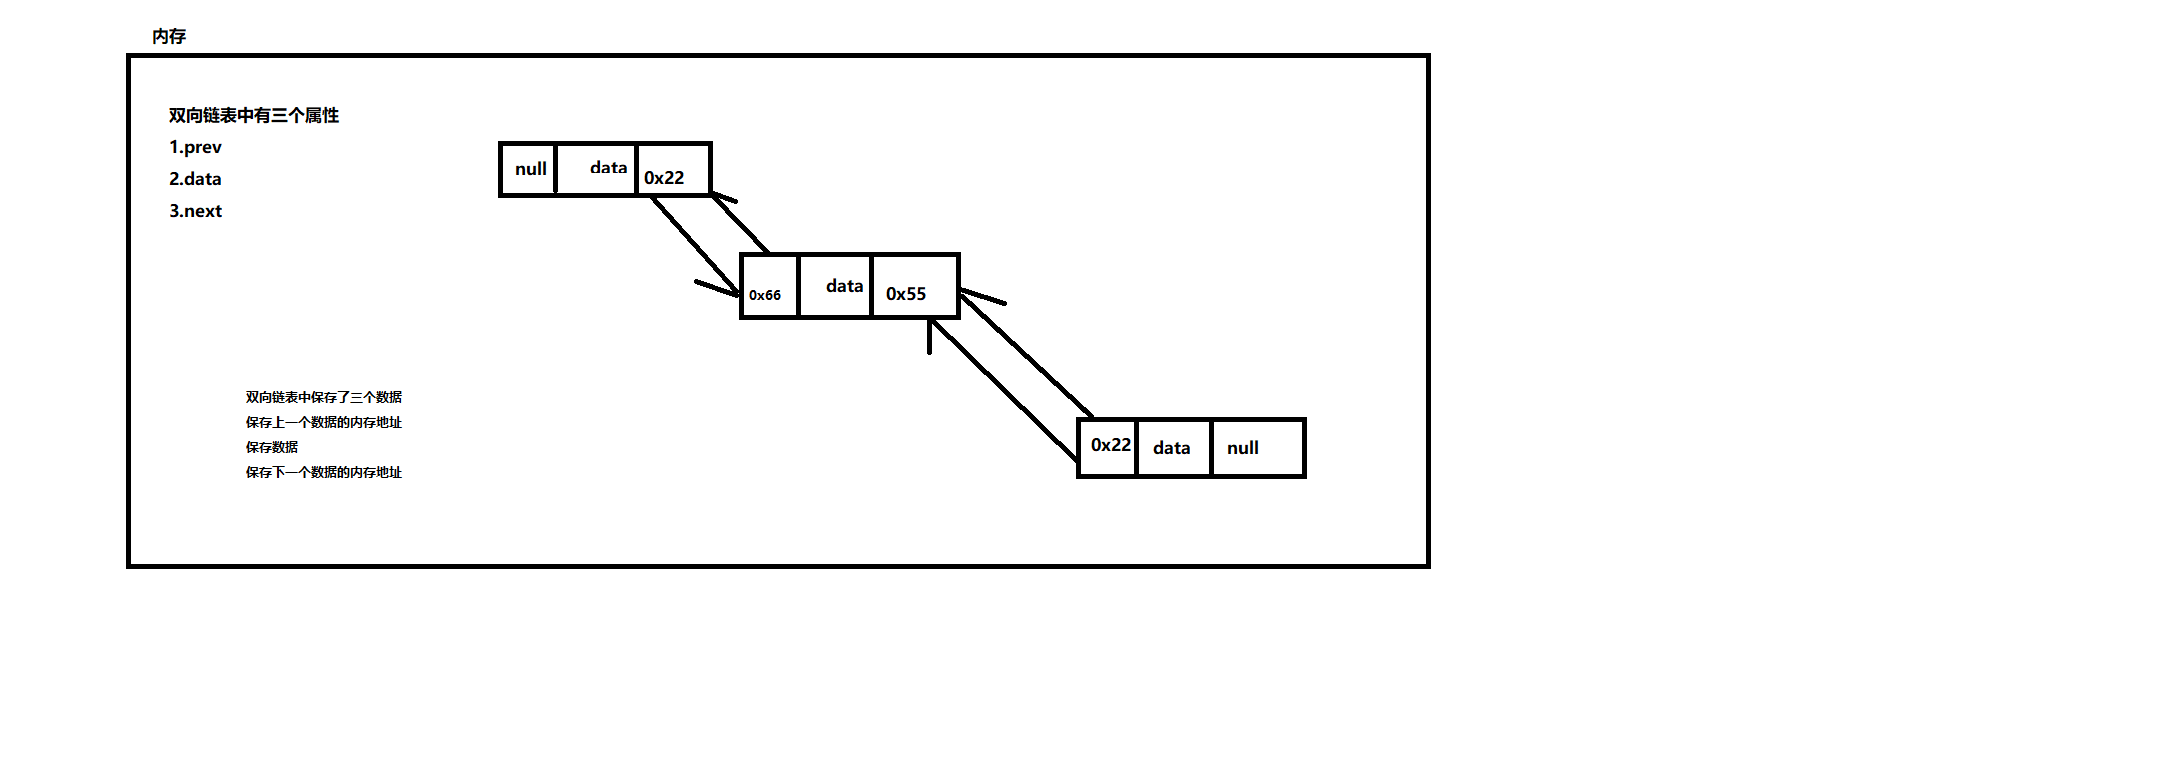 内存
双向链表中有三个属性
1.prev
2.data
3.next
null data 0x22
0x66 data 0x55
双向链表中保存了三个数据
保存上一个数据的内存地址
保存数据
保存下一个数据的内存地址
0x22 data null